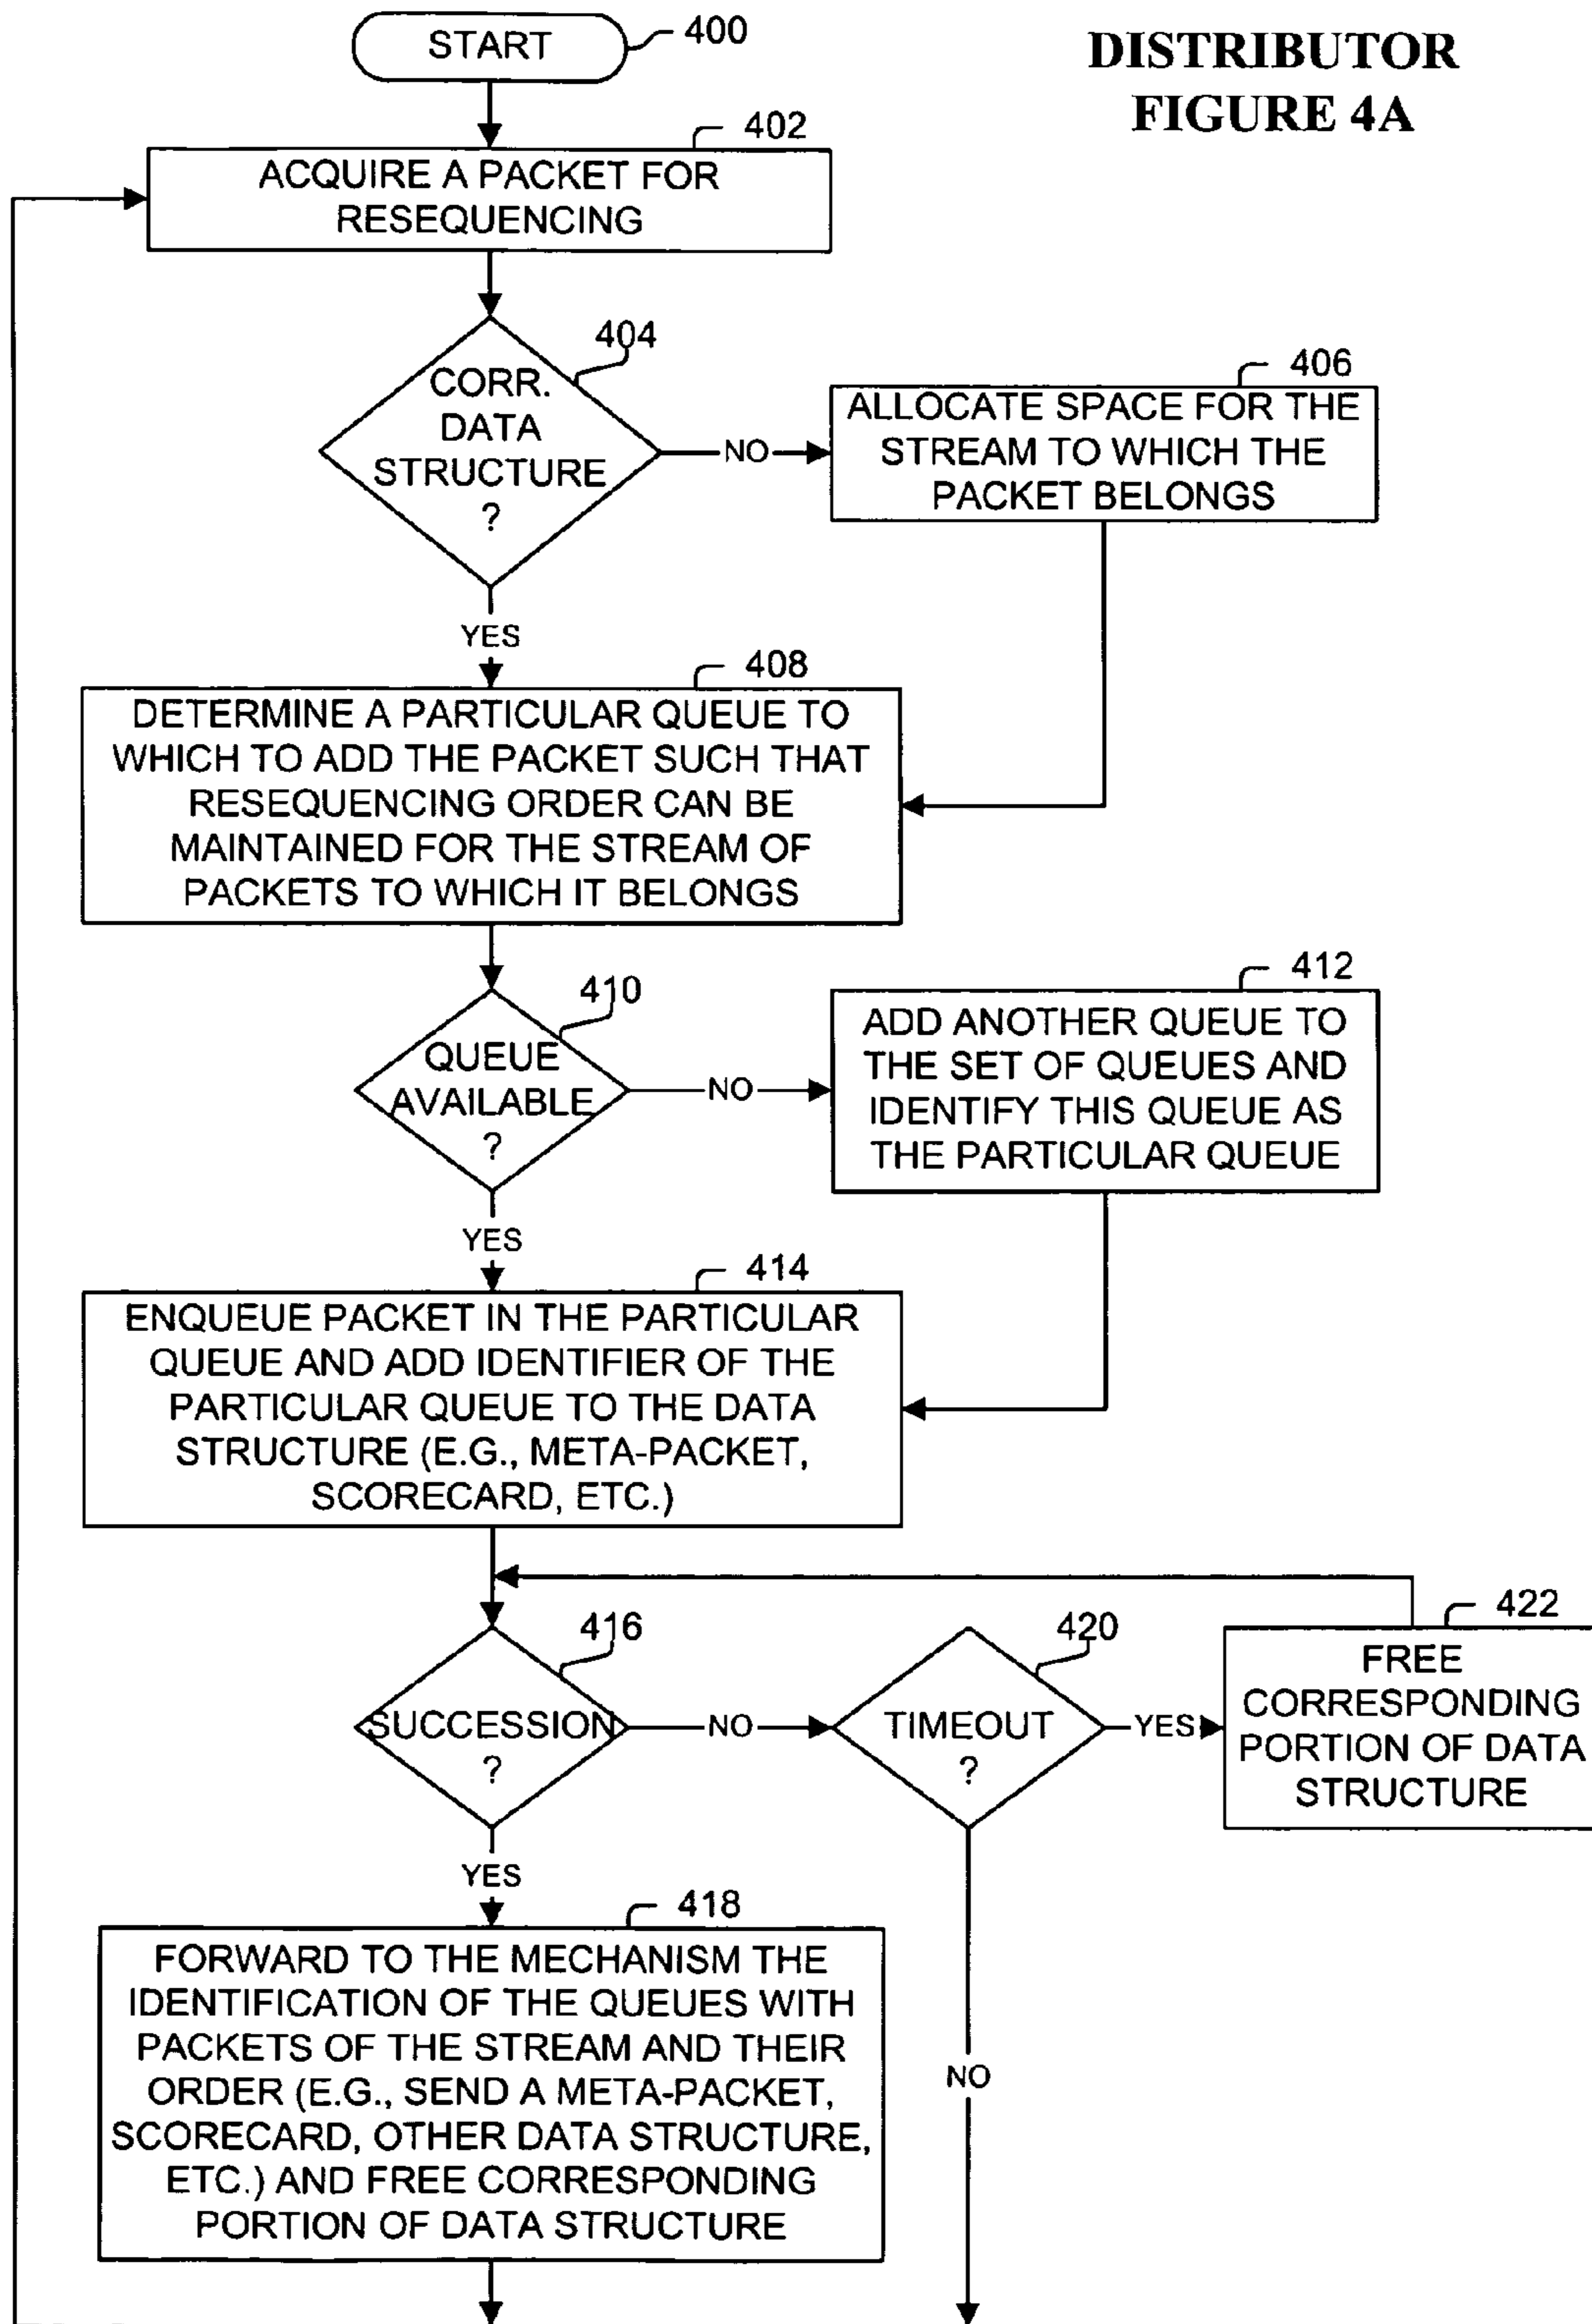 START
400
DISTRIBUTOR
FIGURE 4A
402
ACQUIRE A PACKET FOR
RESEQUENCING
404
CORR.
DATA
STRUCTURE
?
NO
406
ALLOCATE SPACE FOR THE
STREAM TO WHICH THE
PACKET BELONGS
YES
408
DETERMINE A PARTICULAR QUEUE TO
WHICH TO ADD THE PACKET SUCH THAT
RESEQUENCING ORDER CAN BE
MAINTAINED FOR THE STREAM OF
PACKETS TO WHICH IT BELONGS
410
QUEUE
AVAILABLE
?
NO
412
ADD ANOTHER QUEUE TO
THE SET OF QUEUES AND
IDENTIFY THIS QUEUE AS
THE PARTICULAR QUEUE
YES
414
ENQUEUE PACKET IN THE PARTICULAR
QUEUE AND ADD IDENTIFIER OF THE
PARTICULAR QUEUE TO THE DATA
STRUCTURE (E.G., META-PACKET,
SCORECARD, ETC.)
416
SUCCESSION
?
NO
420
TIMEOUT
?
YES
422
FREE
CORRESPONDING
PORTION OF DATA
STRUCTURE
YES
418
FORWARD TO THE MECHANISM THE
IDENTIFICATION OF THE QUEUES WITH
PACKETS OF THE STREAM AND THEIR
ORDER (E.G., SEND A META-PACKET,
SCORECARD, OTHER DATA STRUCTURE,
ETC.) AND FREE CORRESPONDING
PORTION OF DATA STRUCTURE
NO